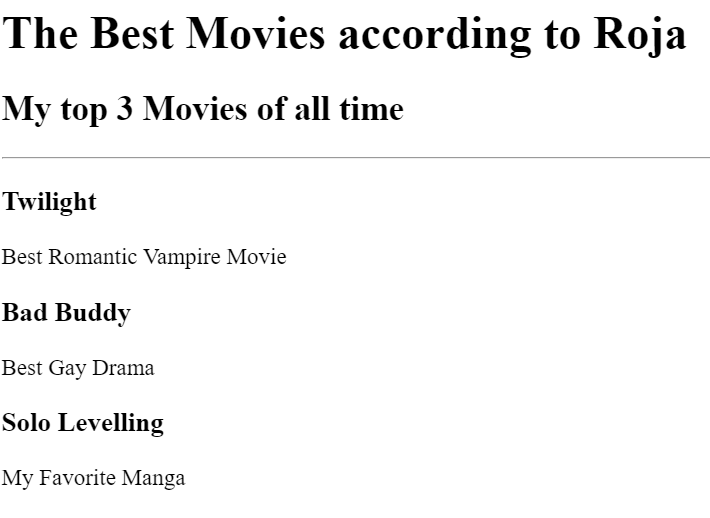 The Best Movies according to Roja
My top 3 Movies of all time
Twilight
Best Romantic Vampire Movie
Bad Buddy
Best Gay Drama
Solo Levelling
My Favorite Manga